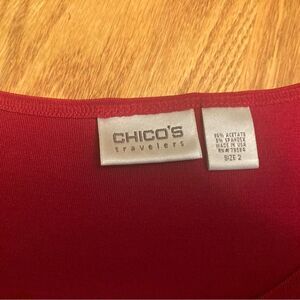 CHICO'S
travelers
95% ACETATE
5% SPANDEX
MADE IN USA
SIZE 2